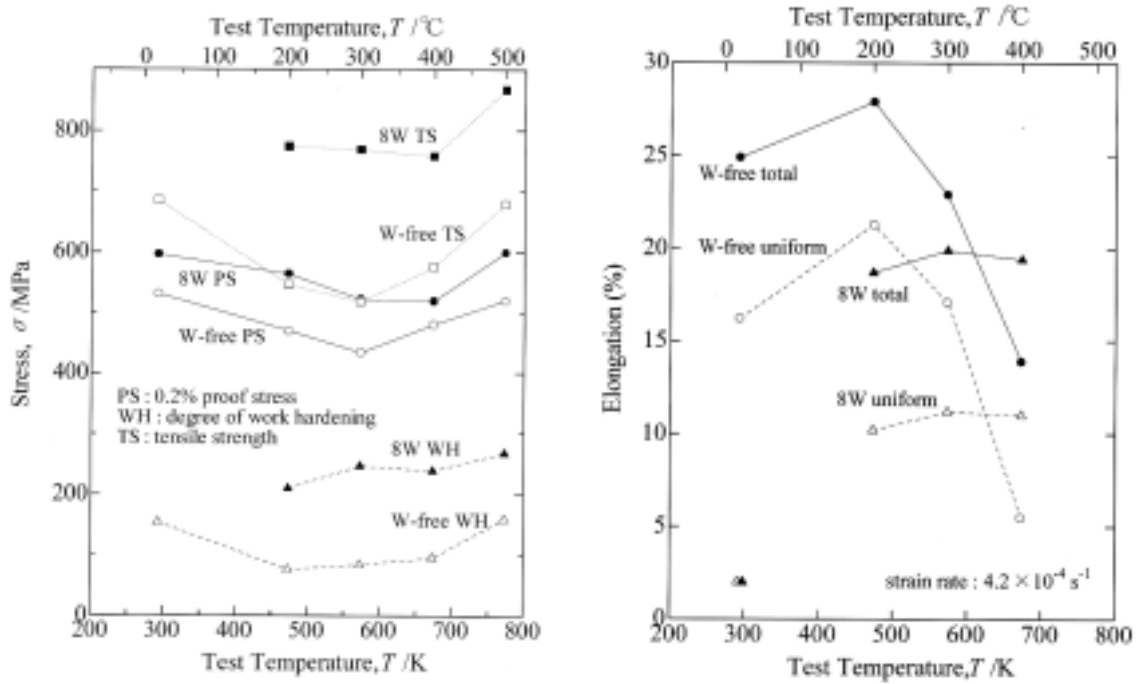 Test Temperature, T /°C
0 100 200 300 400 500
800
600
400
200
0
Stress, σ /MPa
8W TS
W-free TS
8W PS
W-free PS
PS : 0.2% proof stress
WH : degree of work hardening
TS : tensile strength
8W WH
W-free WH
200 300 400 500 600 700 800
Test Temperature, T /K
Test Temperature, T /°C
0 100 200 300 400 500
30
25
20
15
10
5
0
Elongation (%)
W-free total
W-free uniform
8W total
8W uniform
strain rate : 4.2 × 10⁻⁴ s⁻¹
200 300 400 500 600 700 800
Test Temperature, T /K